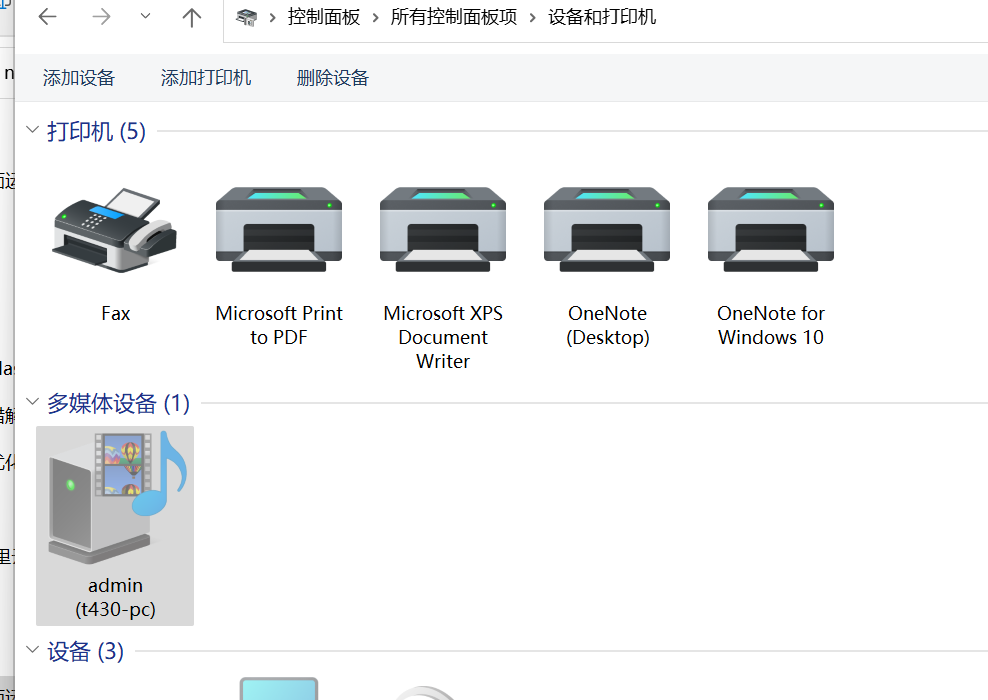 控制面板 › 所有控制面板项 › 设备和打印机
添加设备 添加打印机 删除设备
打印机 (5)
Fax
Microsoft Print
to PDF
Microsoft XPS
Document
Writer
OneNote
(Desktop)
OneNote for
Windows 10
多媒体设备 (1)
admin
(t430-pc)
设备 (3)